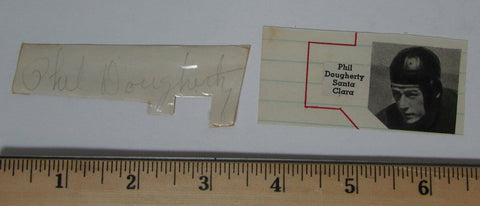 Phil Dougherty
Phil
Dougherty
Santa
Clara
1 2 3 4 5 6